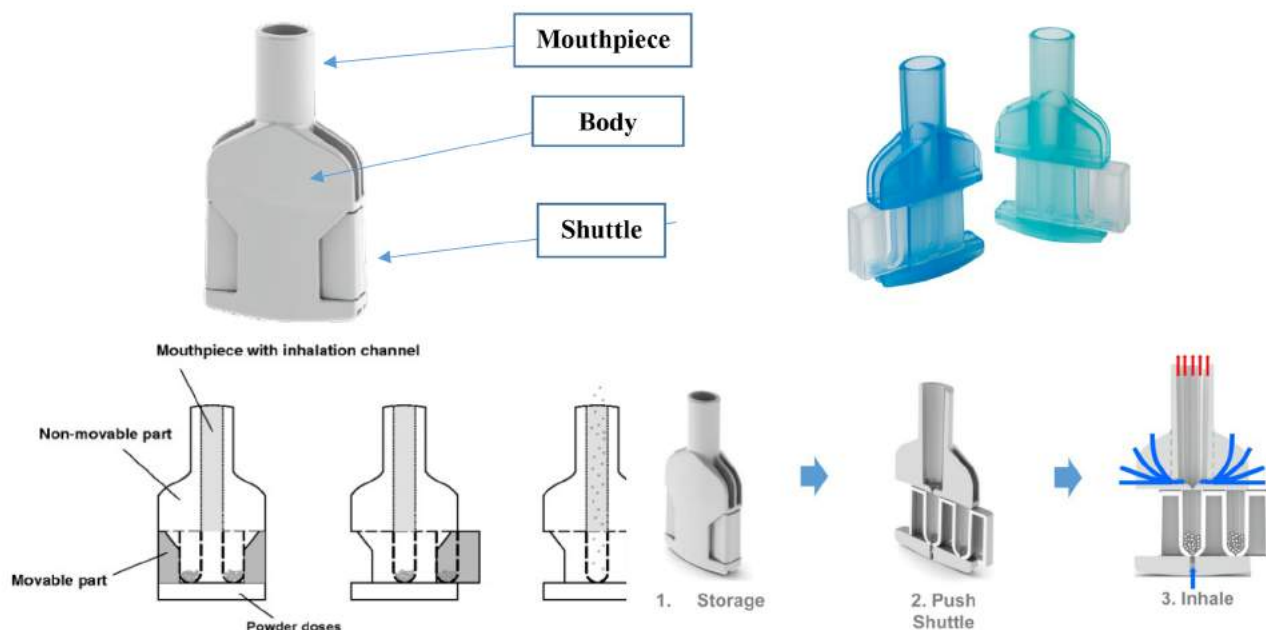 Mouthpiece
Body
Shuttle
Mouthpiece with inhalation channel
Non-movable part
Movable part
Powder doses
1. Storage
2. Push
Shuttle
3. Inhale